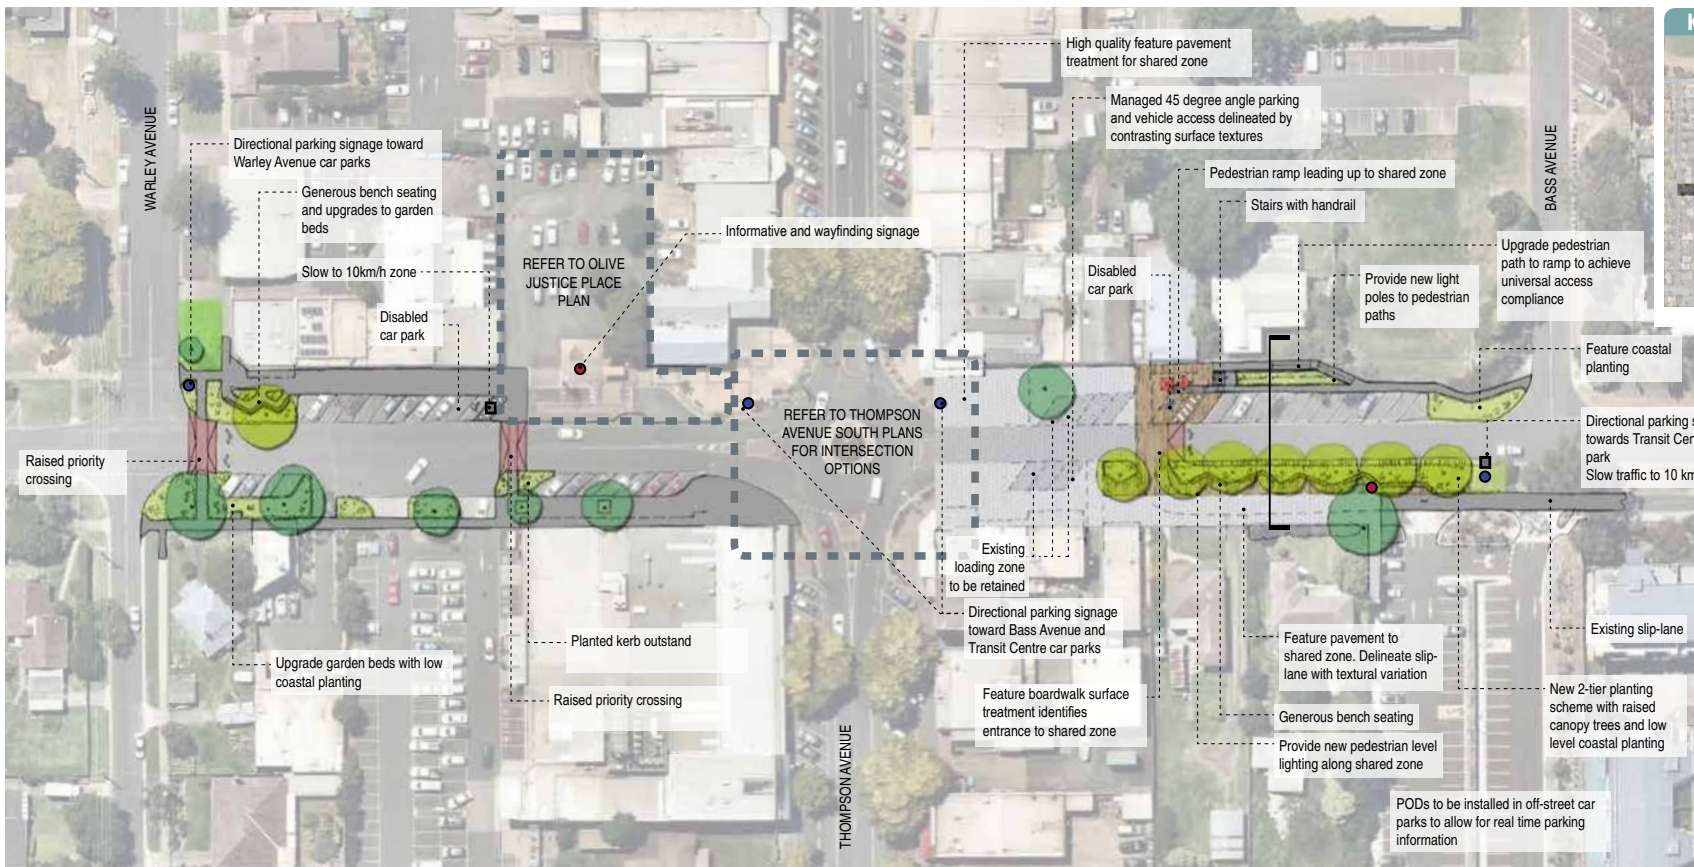 K
High quality feature pavement
treatment for shared zone
Managed 45 degree angle parking
and vehicle access delineated by
contrasting surface textures
WARLEY AVENUE
Directional parking signage toward
Warley Avenue car parks
BASS AVENUE
Pedestrian ramp leading up to shared zone
Generous bench seating
and upgrades to garden
beds
Stairs with handrail
Informative and wayfinding signage
Upgrade pedestrian
path to ramp to achieve
universal access
compliance
REFER TO OLIVE
JUSTICE PLACE
PLAN
Slow to 10km/h zone
Disabled
car park
Provide new light
poles to pedestrian
paths
Disabled
car park
Feature coastal
planting
REFER TO THOMPSON
AVENUE SOUTH PLANS
FOR INTERSECTION
OPTIONS
Directional parking s
towards Transit Cen
park
Slow traffic to 10 km
Raised priority
crossing
Existing
loading zone
to be retained
Directional parking signage
toward Bass Avenue and
Transit Centre car parks
Planted kerb outstand
Existing slip-lane
Feature pavement to
shared zone. Delineate slip-
lane with textural variation
Upgrade garden beds with low
coastal planting
Raised priority crossing
Feature boardwalk surface
treatment identifies
entrance to shared zone
New 2-tier planting
scheme with raised
canopy trees and low
level coastal planting
Generous bench seating
THOMPSON AVENUE
Provide new pedestrian level
lighting along shared zone
PODs to be installed in off-street car
parks to allow for real time parking
information